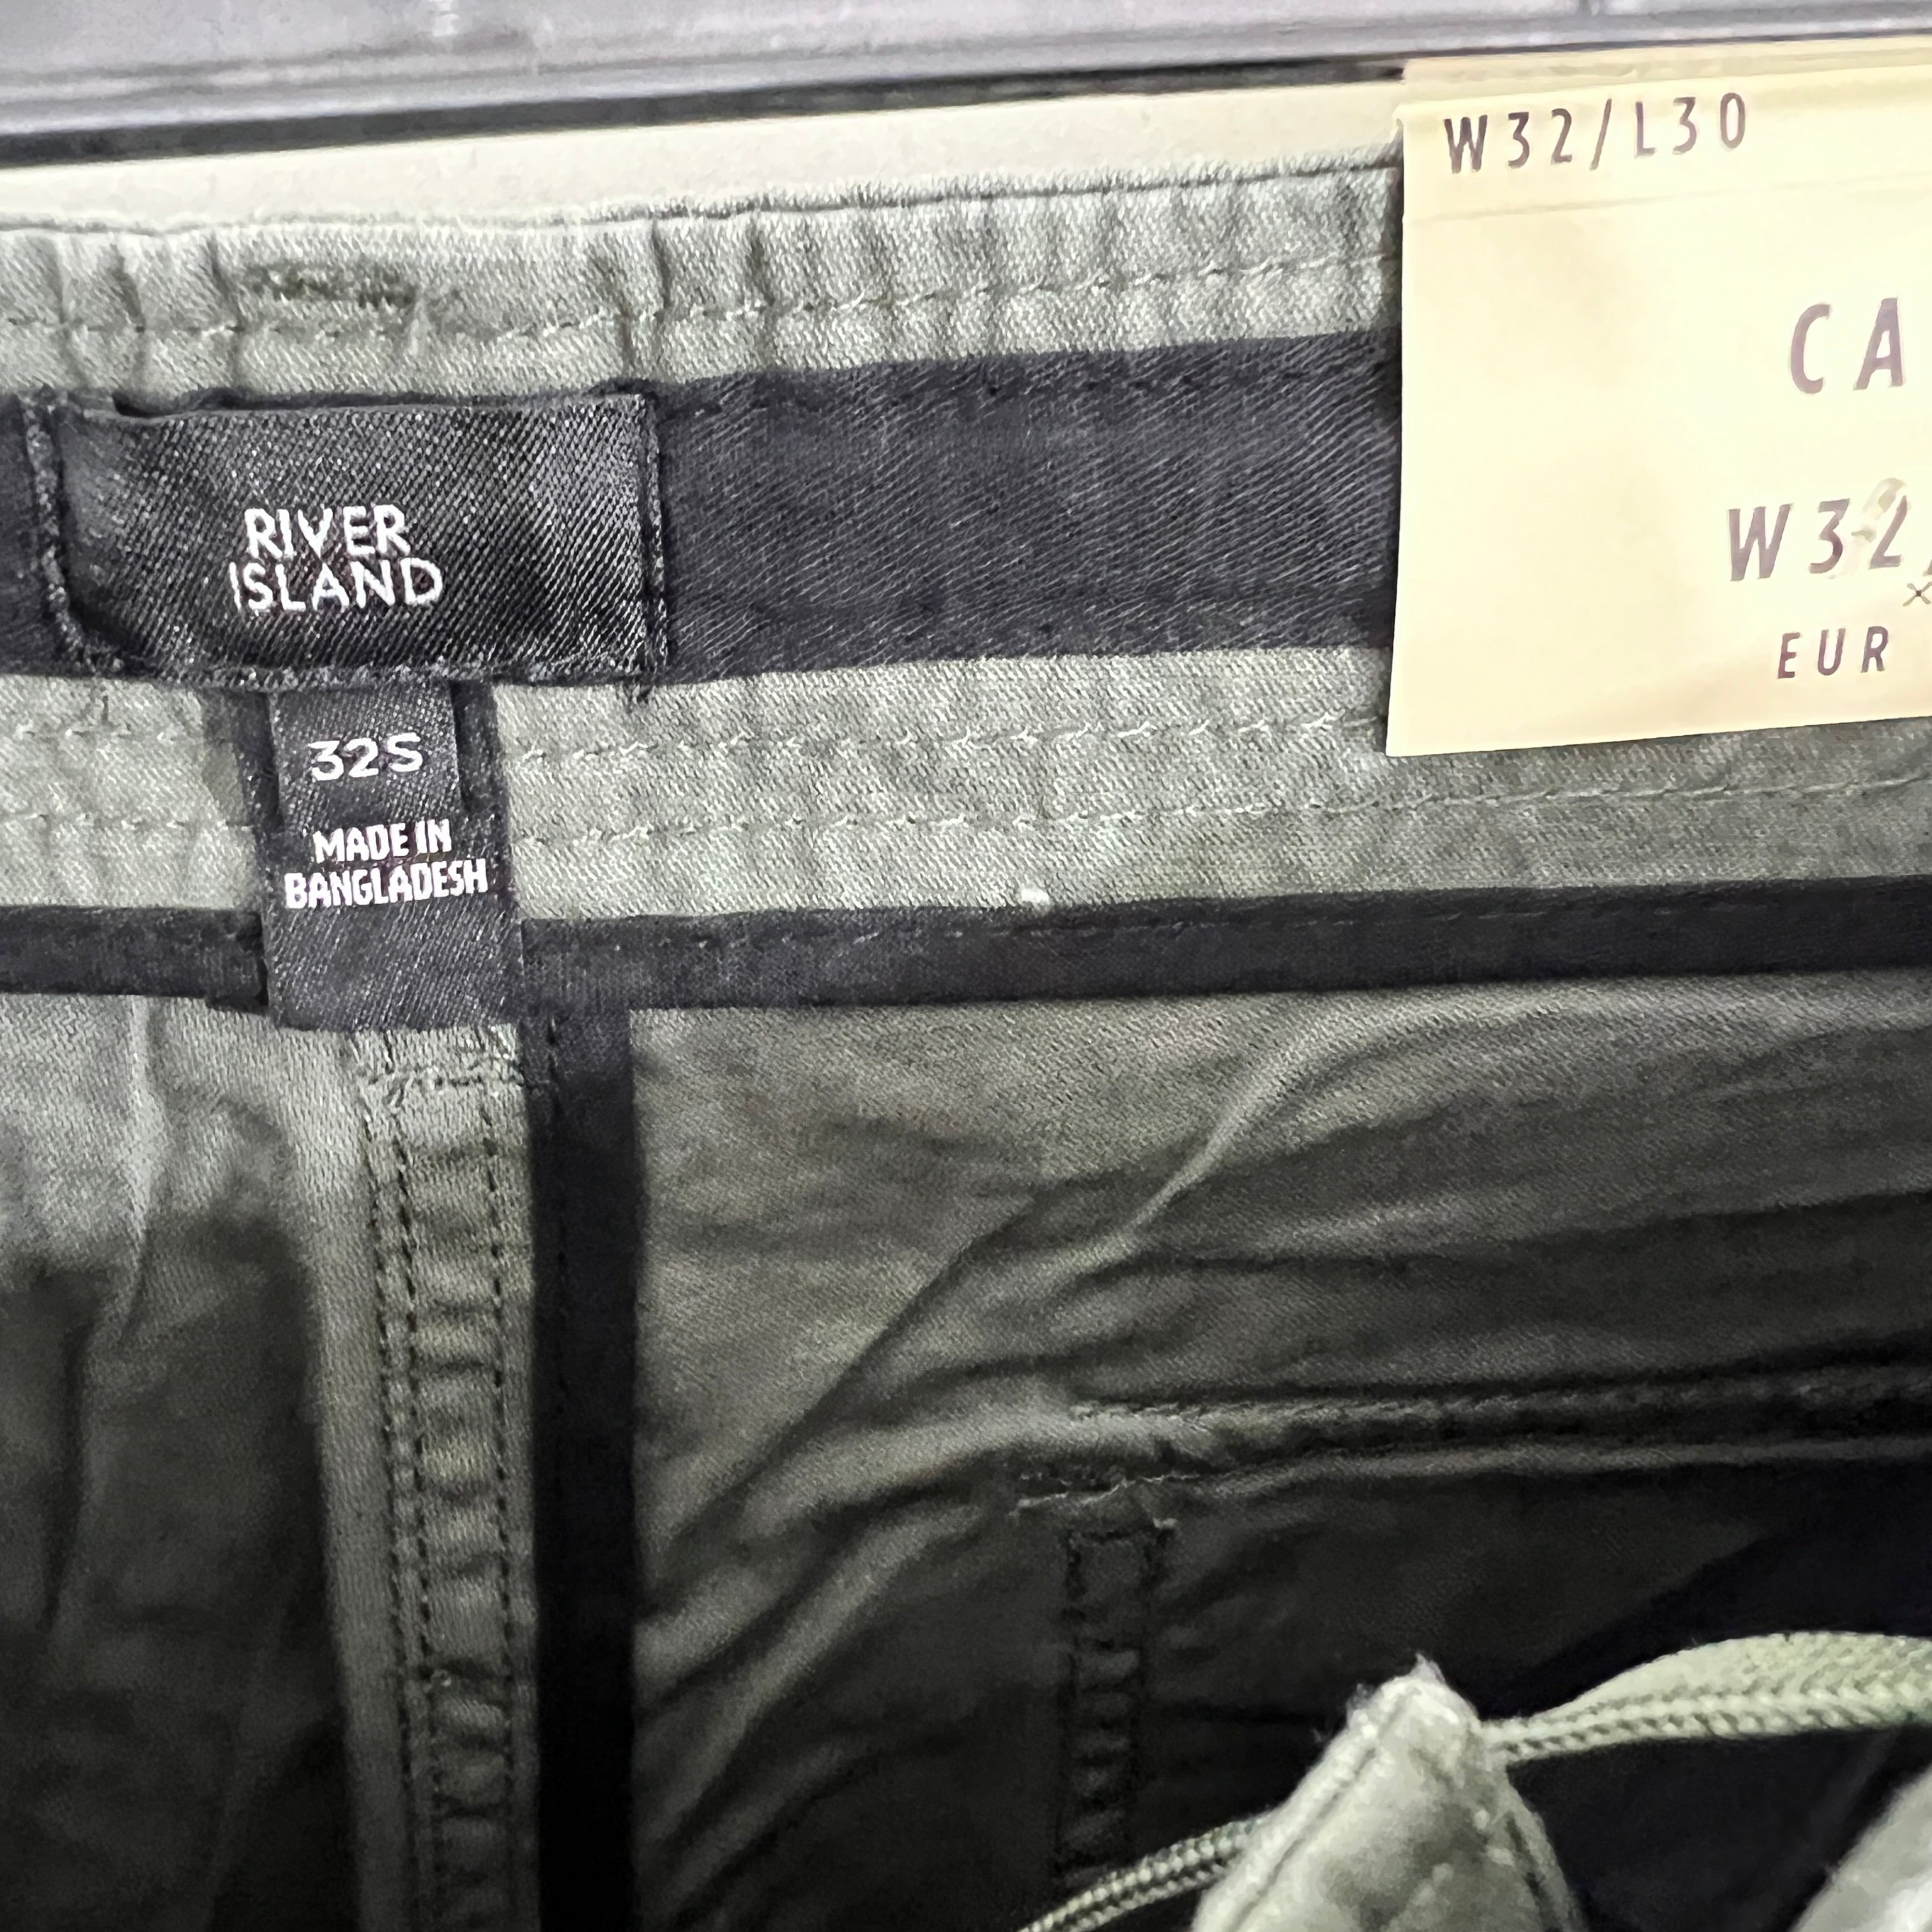 W32/L30
CA
W32
EUR
RIVER
ISLAND
32S
MADE IN
BANGLADESH